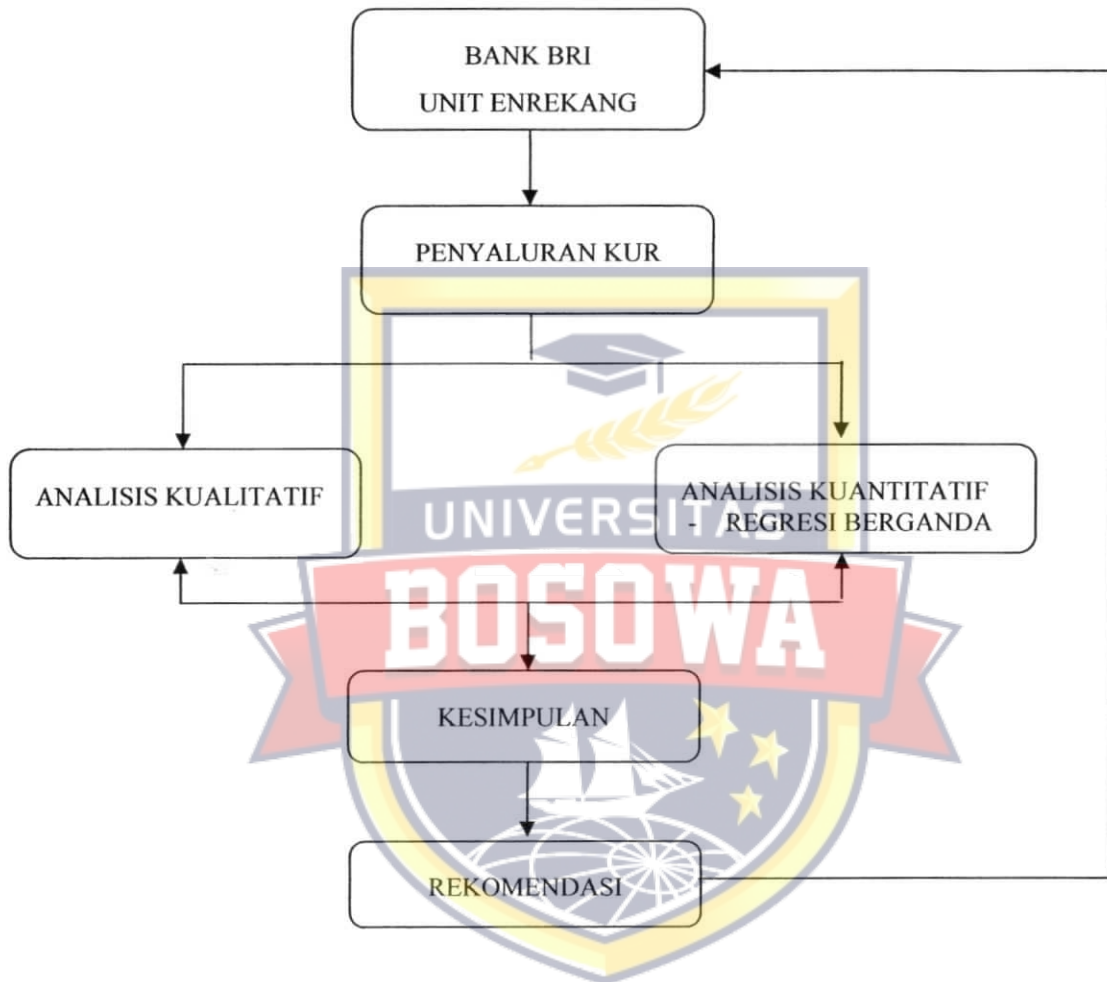 BANK BRI
UNIT ENREKANG
PENYALURAN KUR
ANALISIS KUALITATIF
ANALISIS KUANTITATIF
- REGRESI BERGANDA
UNIVERSITAS
BOSOWA
KESIMPULAN
REKOMENDASI